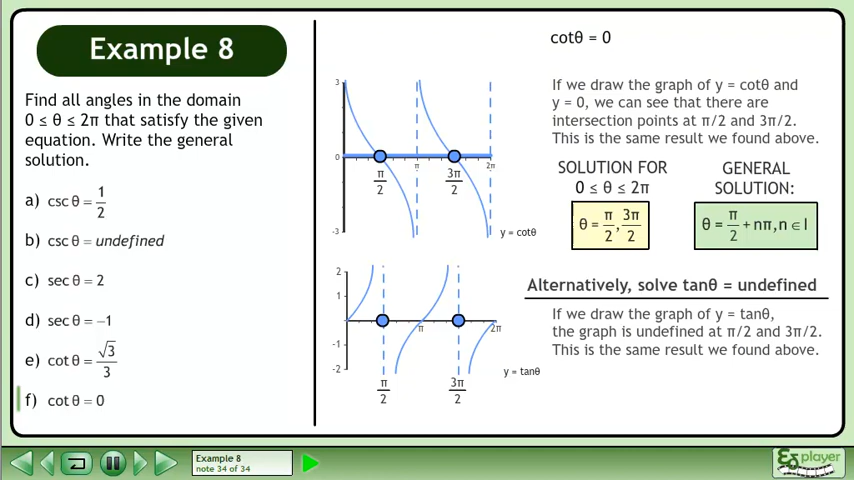 Example 8
Find all angles in the domain
0 ≤ θ ≤ 2π that satisfy the given
equation. Write the general
solution.
a) csc θ = 1/2
b) csc θ = undefined
c) sec θ = 2
d) sec θ = -1
e) cot θ = √3/3
f) cot θ = 0
cotθ = 0
3
0
-3
π/2
π
3π/2
2π
y = cotθ
If we draw the graph of y = cotθ and
y = 0, we can see that there are
intersection points at π/2 and 3π/2.
This is the same result we found above.
SOLUTION FOR
0 ≤ θ ≤ 2π
θ = π/2, 3π/2
GENERAL
SOLUTION:
θ = π/2 + nπ, n ∈ I
2
1
-1
-2
π
2π
π/2
3π/2
y = tanθ
Alternatively, solve tanθ = undefined
If we draw the graph of y = tanθ,
the graph is undefined at π/2 and 3π/2.
This is the same result we found above.
Example 8
note 34 of 34
player